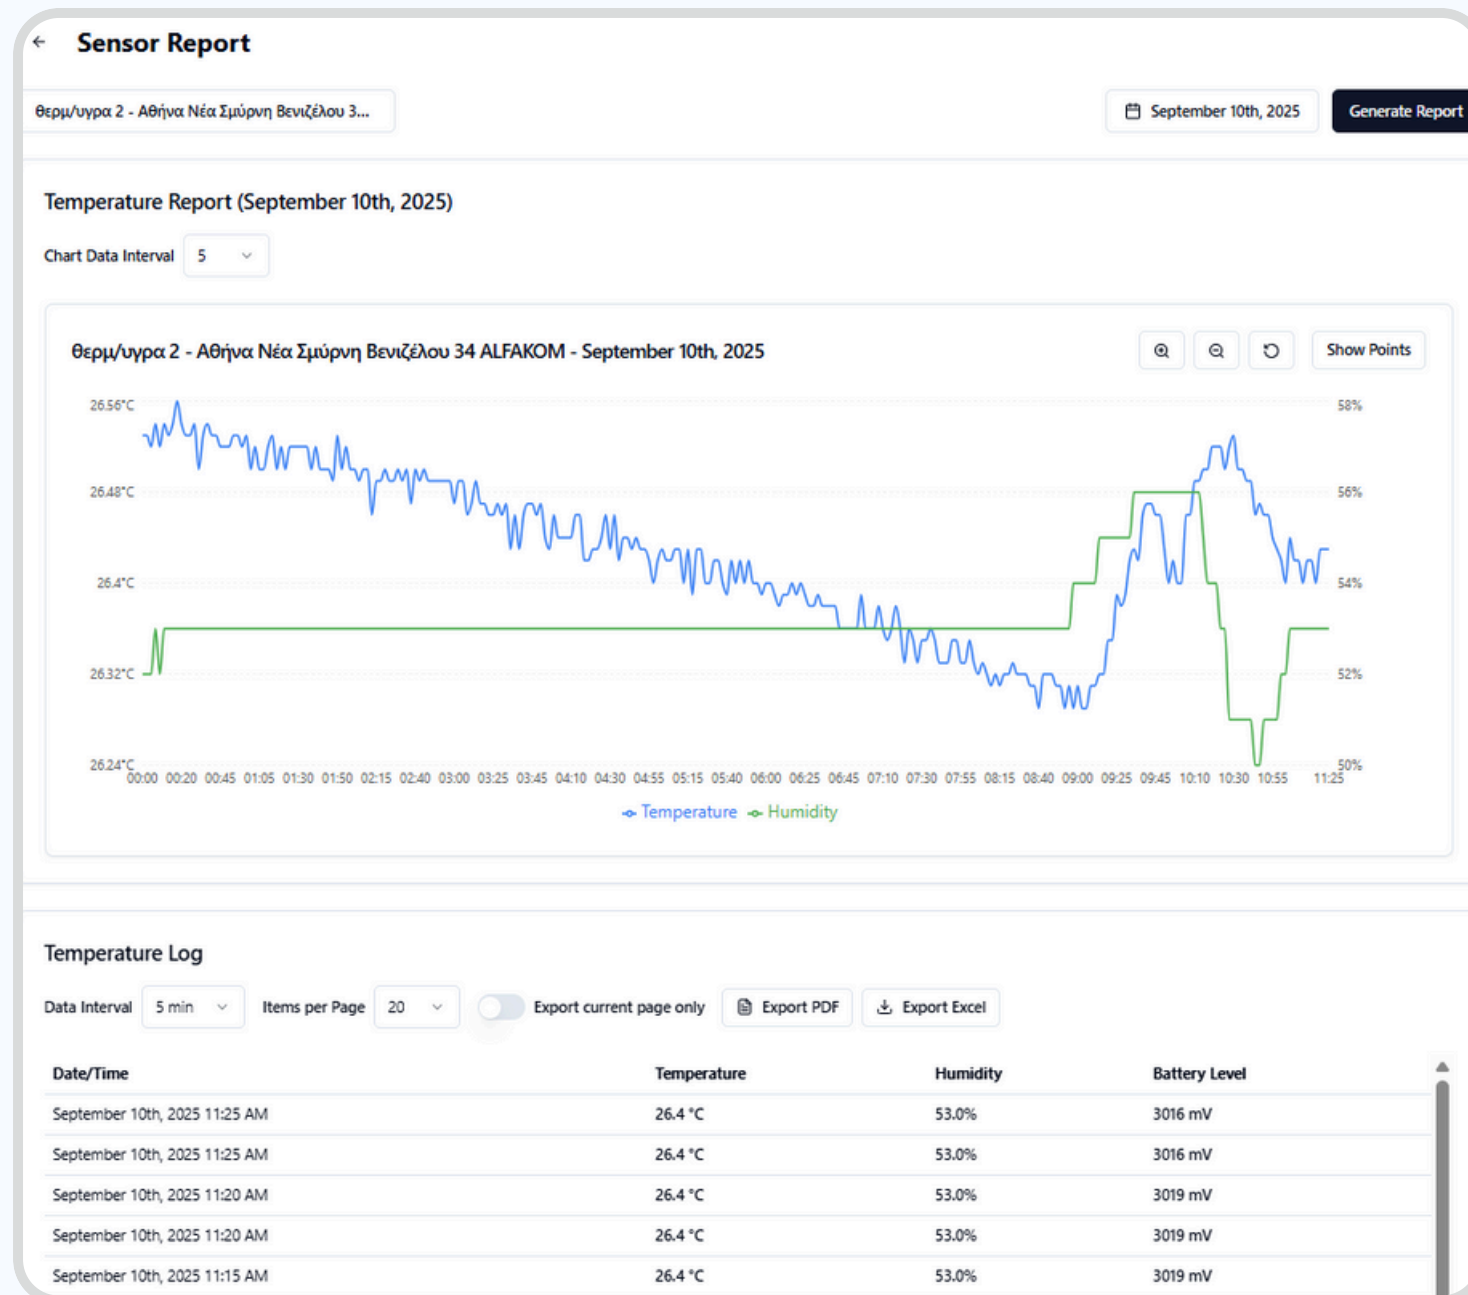 Sensor Report
θερμ/υγρα 2 - Αθήνα Νέα Σμύρνη Βενιζέλου 3...
September 10th, 2025
Generate Report
Temperature Report (September 10th, 2025)
Chart Data Interval 5
θερμ/υγρα 2 - Αθήνα Νέα Σμύρνη Βενιζέλου 34 ALFAKOM - September 10th, 2025
Show Points
26.56°C 58%
26.48°C 56%
26.4°C 54%
26.32°C 52%
26.24°C 50%
00:00 00:20 00:45 01:05 01:30 01:50 02:15 02:40 03:00 03:25 03:45 04:10 04:30 04:55 05:15 05:40 06:00 06:25 06:45 07:10 07:30 07:55 08:15 08:40 09:00 09:25 09:45 10:10 10:30 10:55 11:25
Temperature Humidity
Temperature Log
Data Interval 5 min Items per Page 20 Export current page only Export PDF Export Excel
Date/Time Temperature Humidity Battery Level
September 10th, 2025 11:25 AM 26.4 °C 53.0% 3016 mV
September 10th, 2025 11:25 AM 26.4 °C 53.0% 3016 mV
September 10th, 2025 11:20 AM 26.4 °C 53.0% 3019 mV
September 10th, 2025 11:20 AM 26.4 °C 53.0% 3019 mV
September 10th, 2025 11:15 AM 26.4 °C 53.0% 3019 mV